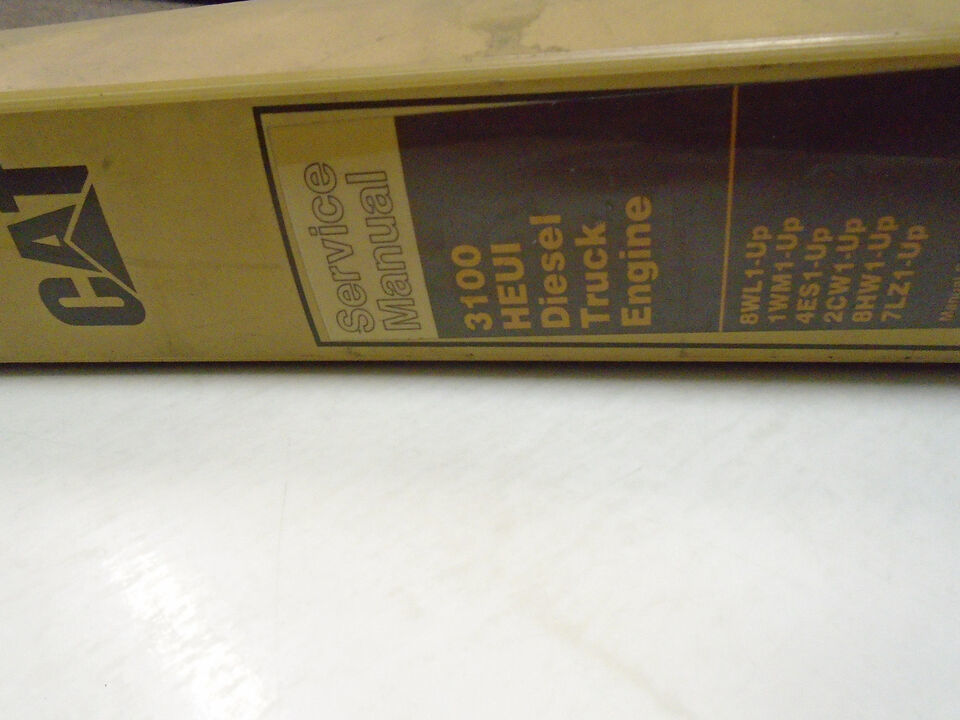 CAT
Service
Manual
3100
HEUI
Diesel
Truck
Engine
8WL1-Up
1WM1-Up
4ES1-Up
2CW1-Up
8HW1-Up
7LZ1-Up